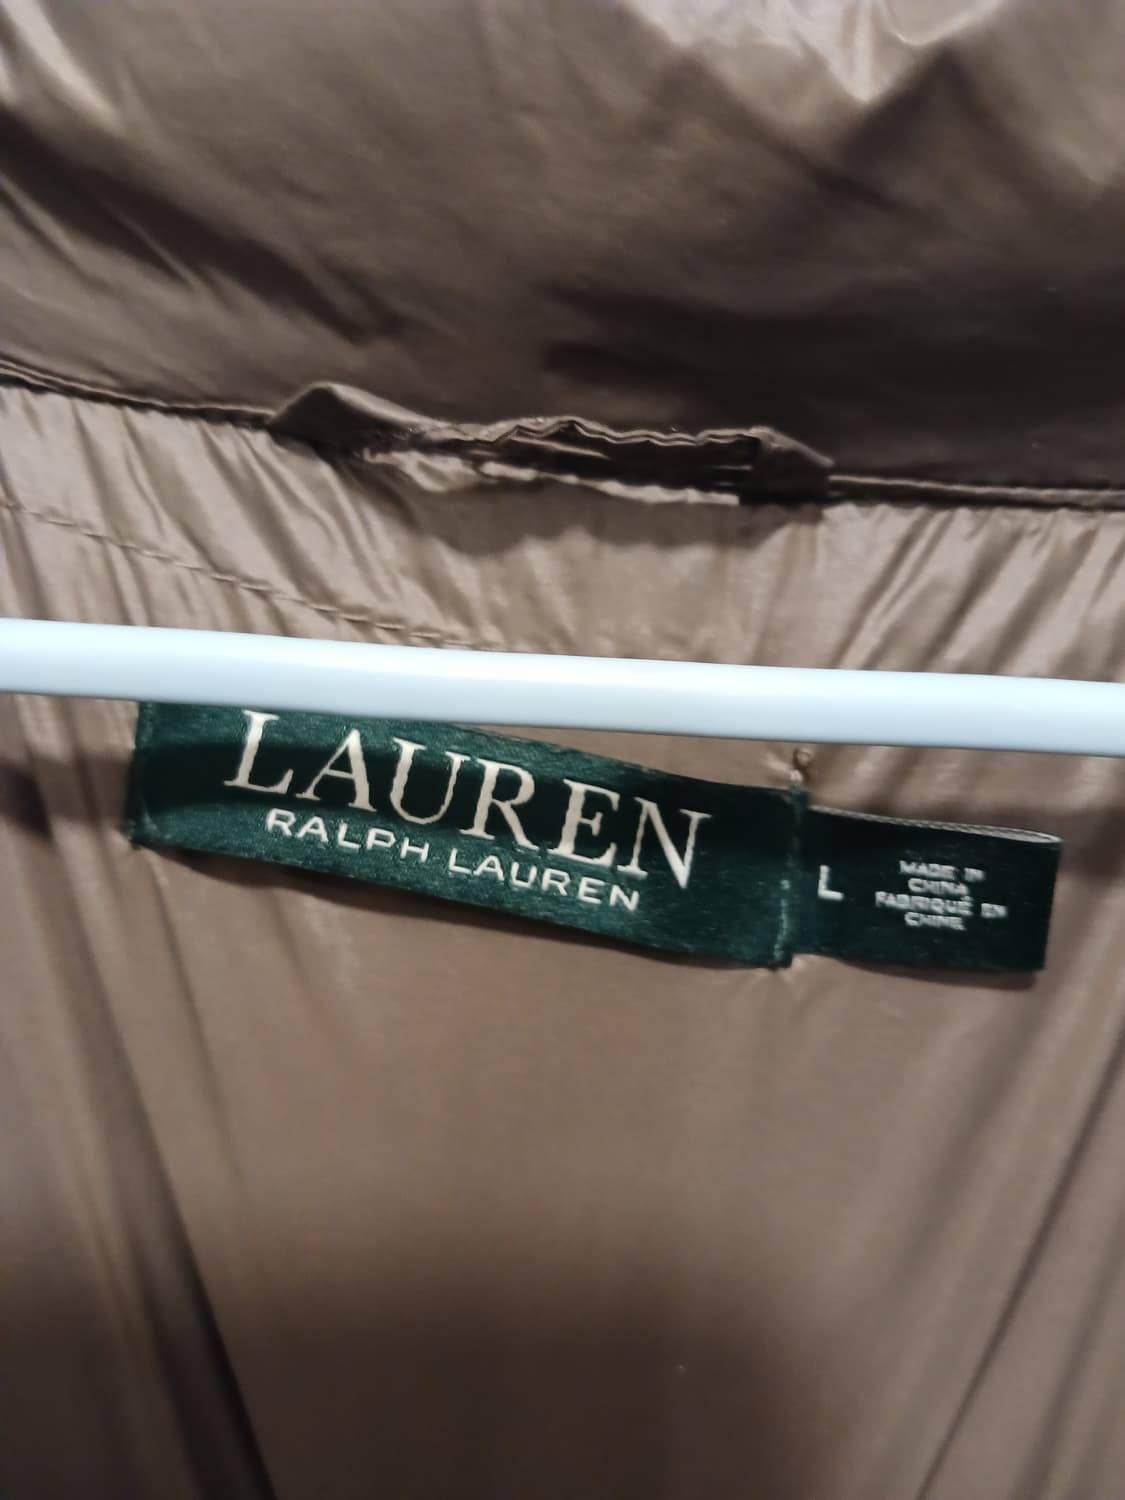 LAUREN
RALPH LAUREN
L
MADE IN
CHINA
FABRIQUÉ EN
CHINE